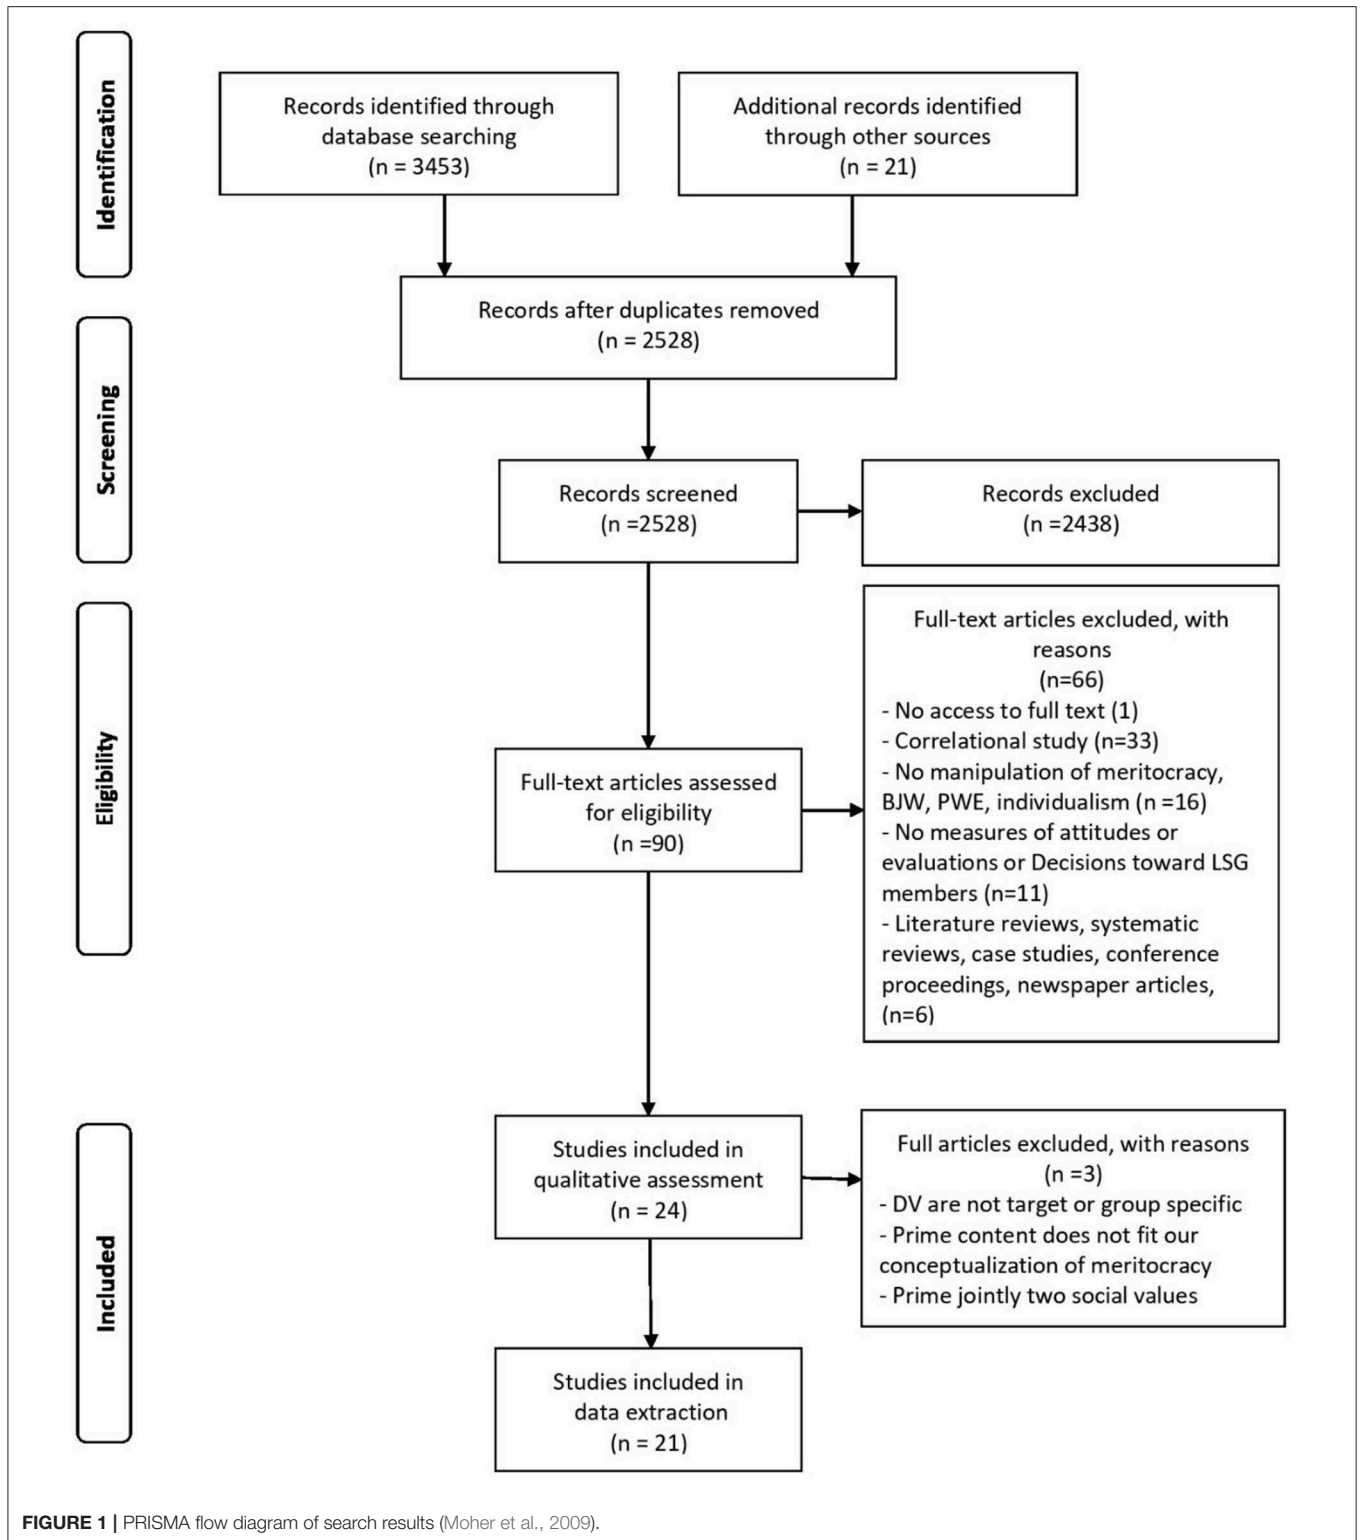 Identification
Records identified through
database searching
(n = 3453)
Additional records identified
through other sources
(n = 21)
Records after duplicates removed
(n = 2528)
Screening
Records screened
(n =2528)
Records excluded
(n =2438)
Eligibility
Full-text articles assessed
for eligibility
(n =90)
Full-text articles excluded, with
reasons
(n=66)
- No access to full text (1)
- Correlational study (n=33)
- No manipulation of meritocracy,
BJW, PWE, individualism (n =16)
- No measures of attitudes or
evaluations or Decisions toward LSG
members (n=11)
- Literature reviews, systematic
reviews, case studies, conference
proceedings, newspaper articles,
(n=6)
Included
Studies included in
qualitative assessment
(n = 24)
Full articles excluded, with reasons
(n =3)
- DV are not target or group specific
- Prime content does not fit our
conceptualization of meritocracy
- Prime jointly two social values
Studies included in
data extraction
(n = 21)
FIGURE 1 | PRISMA flow diagram of search results (Moher et al., 2009).